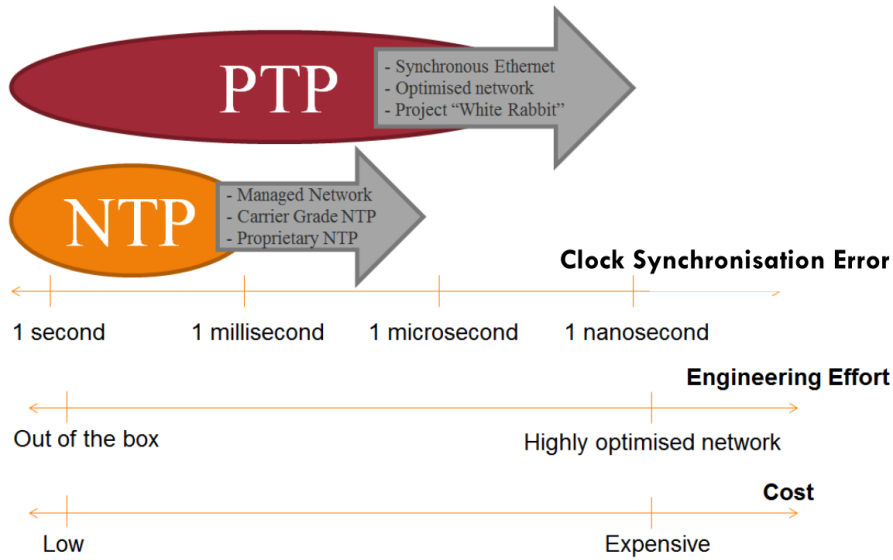 PTP
- Synchronous Ethernet
- Optimised network
- Project “White Rabbit”
NTP
- Managed Network
- Carrier Grade NTP
- Proprietary NTP
Clock Synchronisation Error
1 second 1 millisecond 1 microsecond 1 nanosecond
Engineering Effort
Out of the box Highly optimised network
Cost
Low Expensive